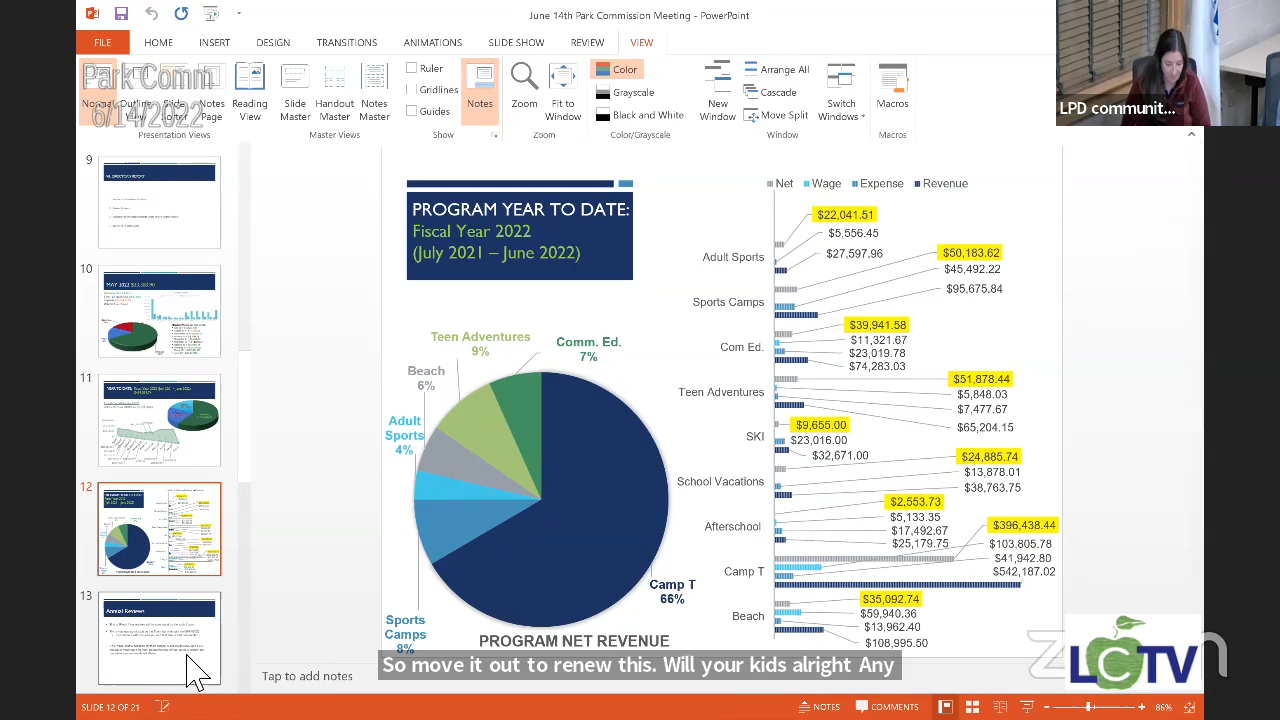 June 14th Park Commission Meeting - PowerPoint
FILE HOME INSERT DESIGN TRANSITIONS ANIMATIONS SLIDE SHOW REVIEW VIEW
Park Comm
6/14/2022
Normal Outline View Slide Notes Page Reading View
Presentation Views
Slide Master Handout Master Notes Master
Master Views
Ruler
Gridlines
Guides
Show
Notes
Zoom Fit to Window
Zoom
Color
Grayscale
Black and White
Color/Grayscale
New Window
Arrange All
Cascade
Move Split
Switch Windows
Window
Macros
Macros
LPD communit...
9
10
MAY 2022
11
12
13
Annual Reviews
PROGRAM YEAR TO DATE:
Fiscal Year 2022
(July 2021 – June 2022)
Teen Adventures
9%
Comm. Ed.
7%
Beach
6%
Adult
Sports
4%
Camp T
66%
Sports
Camps
8%
PROGRAM NET REVENUE
Net Wage Expense Revenue
Adult Sports
$22,041.51
$5,556.45
$27,597.96
Sports Camps
$50,183.62
$45,492.22
$95,675.84
Com Ed.
$39,941.58
$11,321.67
$23,019.78
$74,283.03
Teen Adventures
$51,878.44
$5,848.03
$7,477.67
$65,204.15
SKI
$9,655.00
$23,016.00
$32,671.00
School Vacations
$24,885.74
$13,878.01
$38,763.75
Afterschool
$2,553.73
$5,133.35
$17,492.67
$25,179.75
Camp T
$396,438.44
$103,805.78
$41,942.80
$542,187.02
Beach
$35,092.74
$59,940.36
$13,962.40
$108,995.50
So move it out to renew this. Will your kids alright Any
Tap to add notes
LCTV
SLIDE 12 OF 21
NOTES COMMENTS
86%